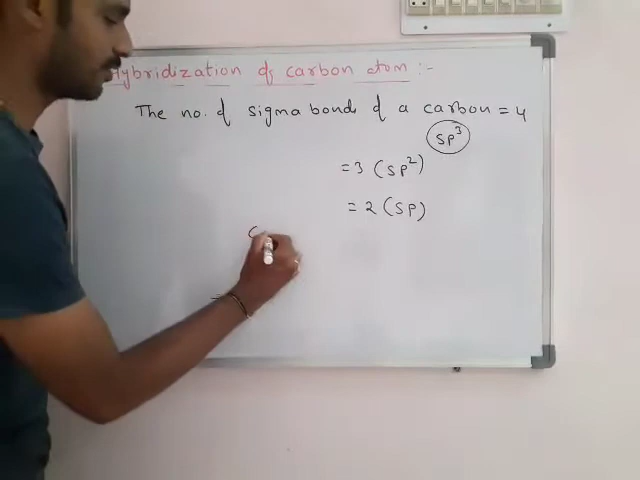 Hybridization of carbon atom :-
The no. of sigma bonds of a carbon = 4
sp³
= 3 (sp²)
= 2 (sp)
C